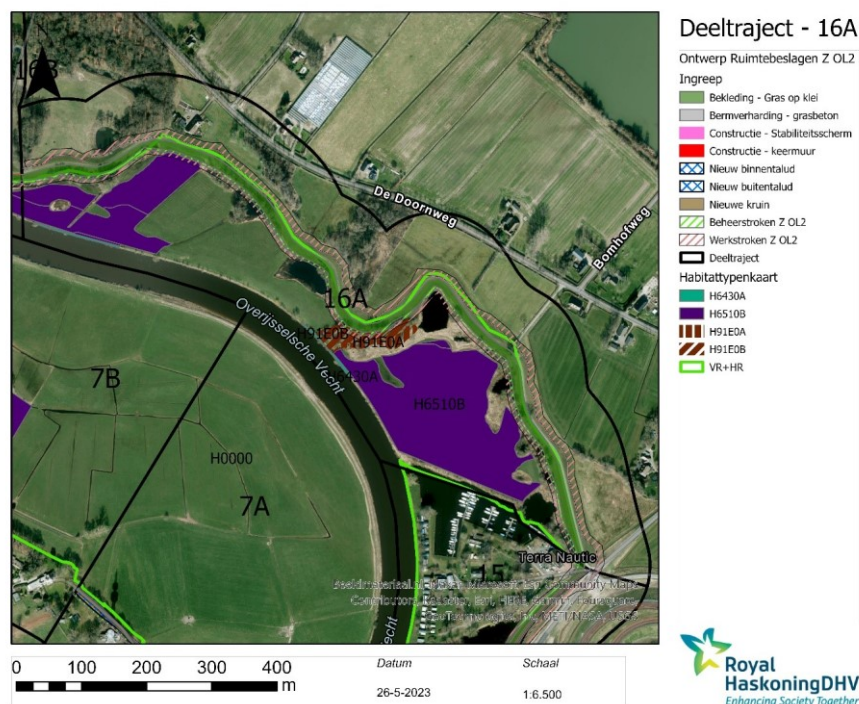 Deeltraject - 16A
Ontwerp Ruimtebeslagen Z OL2
Ingreep
Bekleding - Gras op klei
Bermverharding - grasbeton
Constructie - Stabiliteitsscherm
Constructie - keermuur
Nieuw binnentalud
Nieuw buitentalud
Nieuwe kruin
Beheerstroken Z OL2
Werkstroken Z OL2
Deeltraject
Habitattypenkaart
H6430A
H6510B
H91E0A
H91E0B
VR+HR
De Doornweg
Bomhofweg
16A
Overijsselsche Vecht
H91E0B
H91E0A
H6430A
7B
H6510B
H0000
7A
Terra Nautic
15
0 100 200 300 400
m
Datum
Schaal
26-5-2023
1:6.500
Royal
HaskoningDHV
Enhancing Society Together